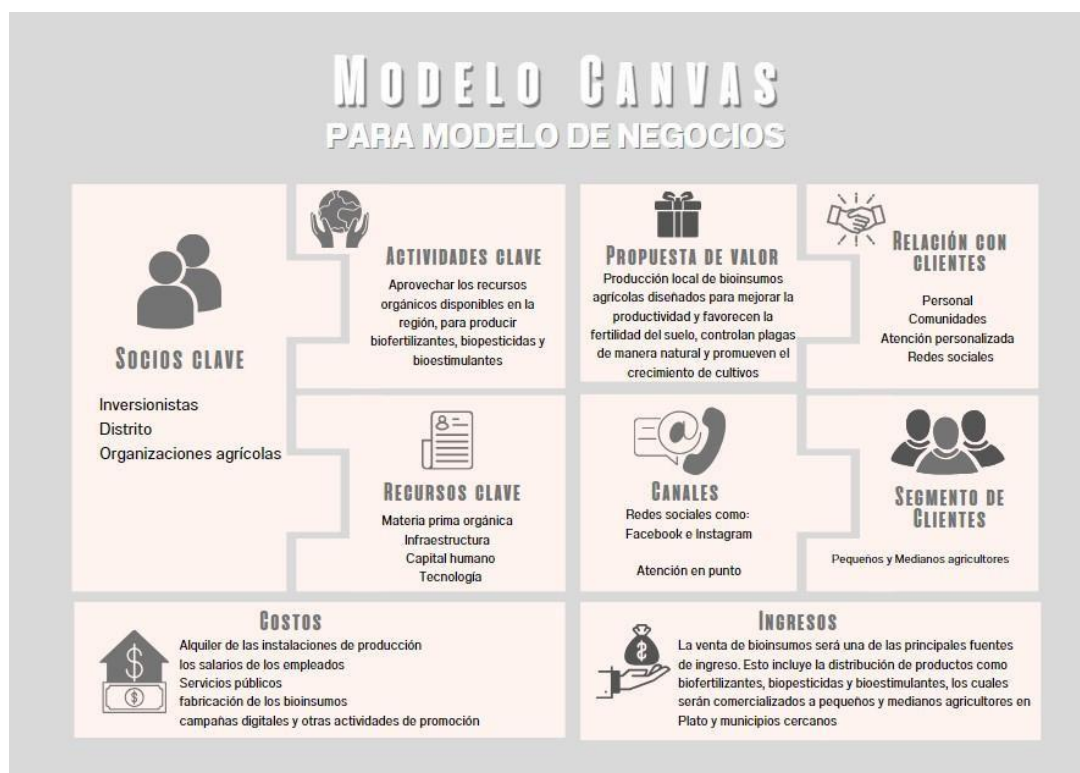 MODELO CANVAS
PARA MODELO DE NEGOCIOS
SOCIOS CLAVE
Inversionistas
Distrito
Organizaciones agrícolas
ACTIVIDADES CLAVE
Aprovechar los recursos
orgánicos disponibles en la
región, para producir
biofertilizantes, biopesticidas y
bioestimulantes
RECURSOS CLAVE
Materia prima orgánica
Infraestructura
Capital humano
Tecnología
PROPUESTA DE VALOR
Producción local de bioinsumos
agrícolas diseñados para mejorar la
productividad y favorecen la
fertilidad del suelo, controlan plagas
de manera natural y promueven el
crecimiento de cultivos
CANALES
Redes sociales como:
Facebook e Instagram
Atención en punto
RELACIÓN CON
CLIENTES
Personal
Comunidades
Atención personalizada
Redes sociales
SEGMENTO DE
CLIENTES
Pequeños y Medianos agricultores
COSTOS
Alquiler de las instalaciones de producción
los salarios de los empleados
Servicios públicos
fabricación de los bioinsumos
campañas digitales y otras actividades de promoción
INGRESOS
La venta de bioinsumos será una de las principales fuentes
de ingreso. Esto incluye la distribución de productos como
biofertilizantes, biopesticidas y bioestimulantes, los cuales
serán comercializados a pequeños y medianos agricultores en
Plato y municipios cercanos